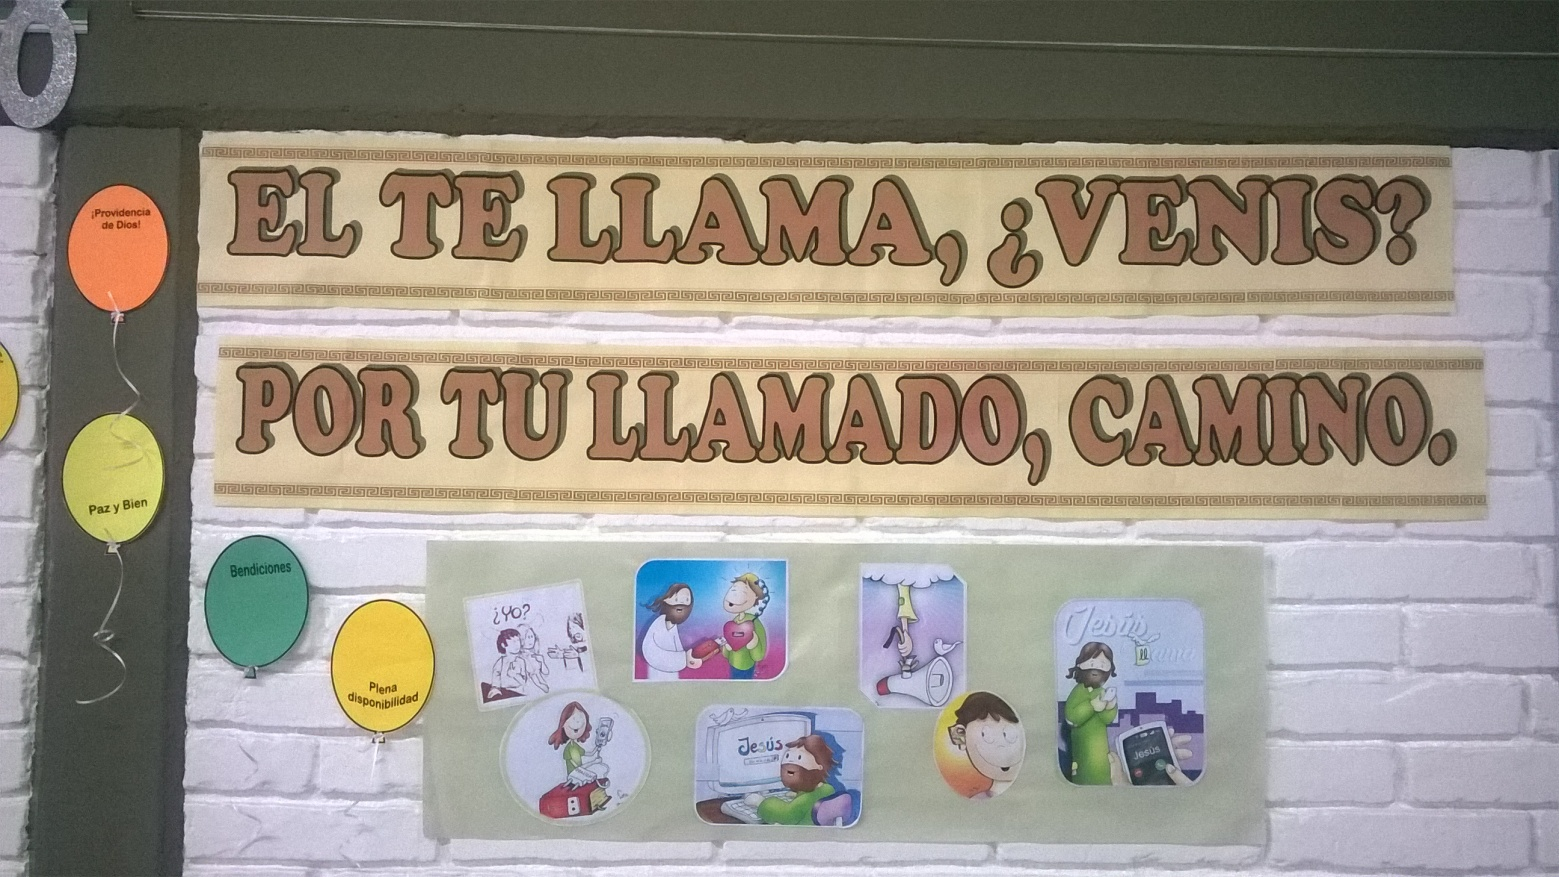 EL TE LLAMA, ¿VENIS?
POR TU LLAMADO, CAMINO.
¡Providencia
de Dios!
Paz y Bien
Bendiciones
Plena
disponibilidad
¿Yo?
Jesús
Jesús
llama
Jesús